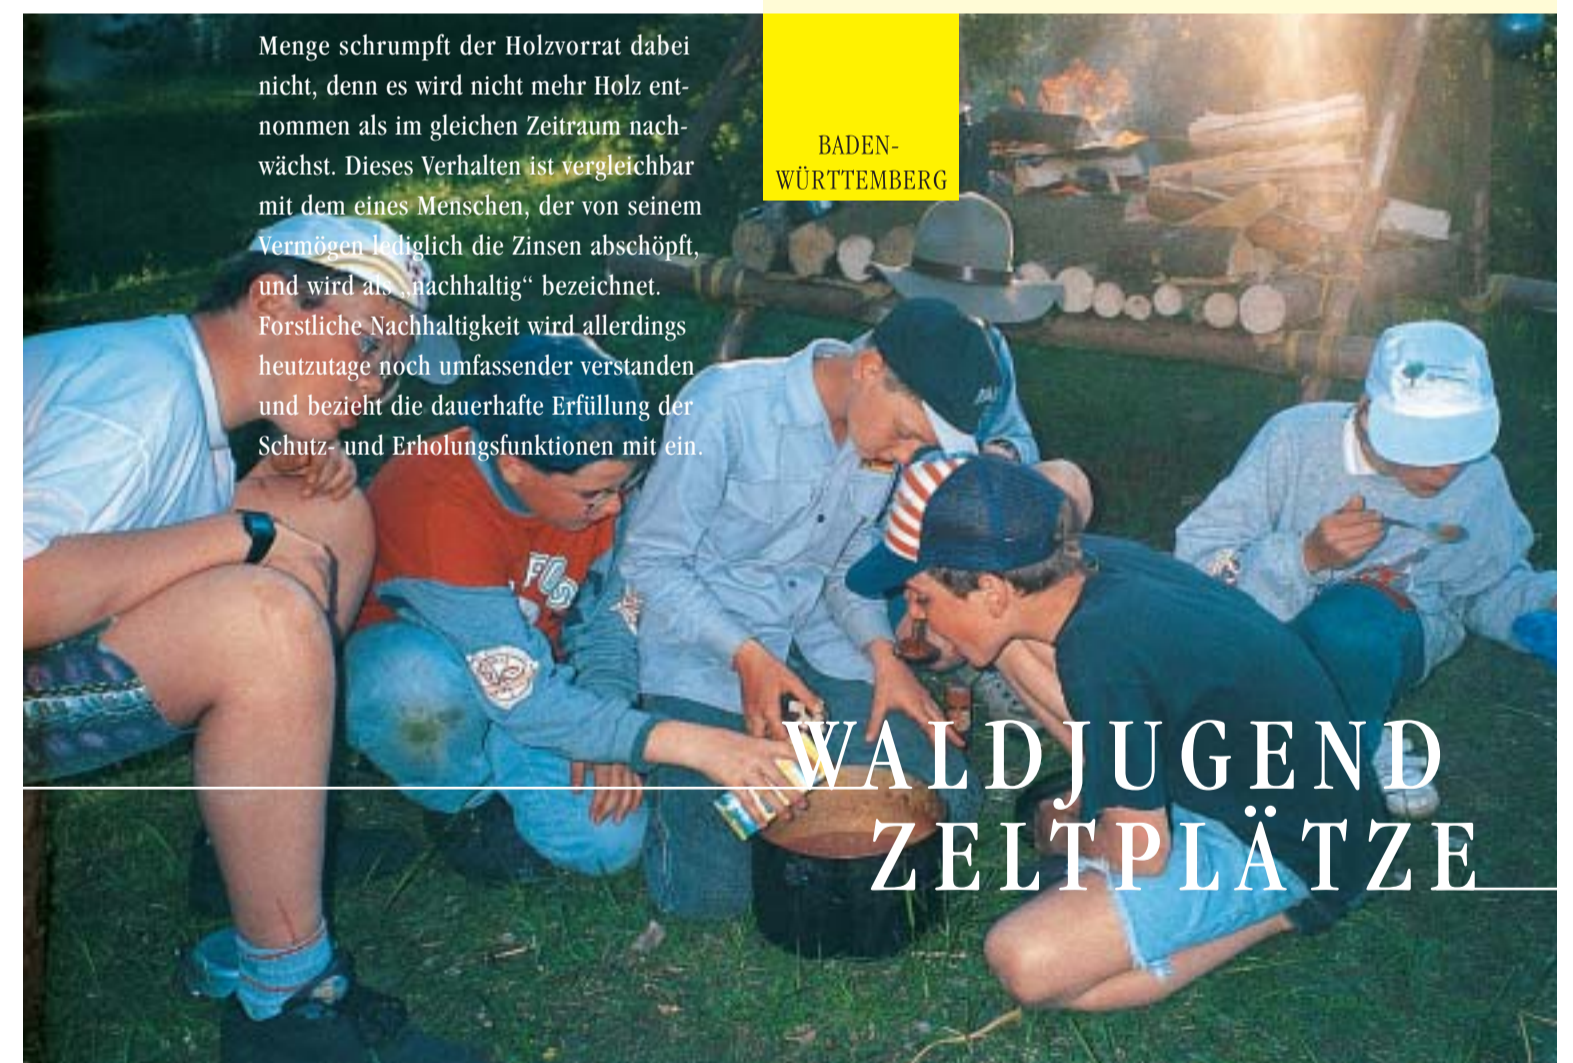 Menge schrumpft der Holzvorrat dabei
nicht, denn es wird nicht mehr Holz ent-
nommen als im gleichen Zeitraum nach-
wächst. Dieses Verhalten ist vergleichbar
mit dem eines Menschen, der von seinem
Vermögen lediglich die Zinsen abschöpft,
und wird als „nachhaltig“ bezeichnet.
Forstliche Nachhaltigkeit wird allerdings
heutzutage noch umfassender verstanden
und bezieht die dauerhafte Erfüllung der
Schutz- und Erholungsfunktionen mit ein.
BADEN-
WÜRTTEMBERG
WALDJUGEND
ZELTPLÄTZE